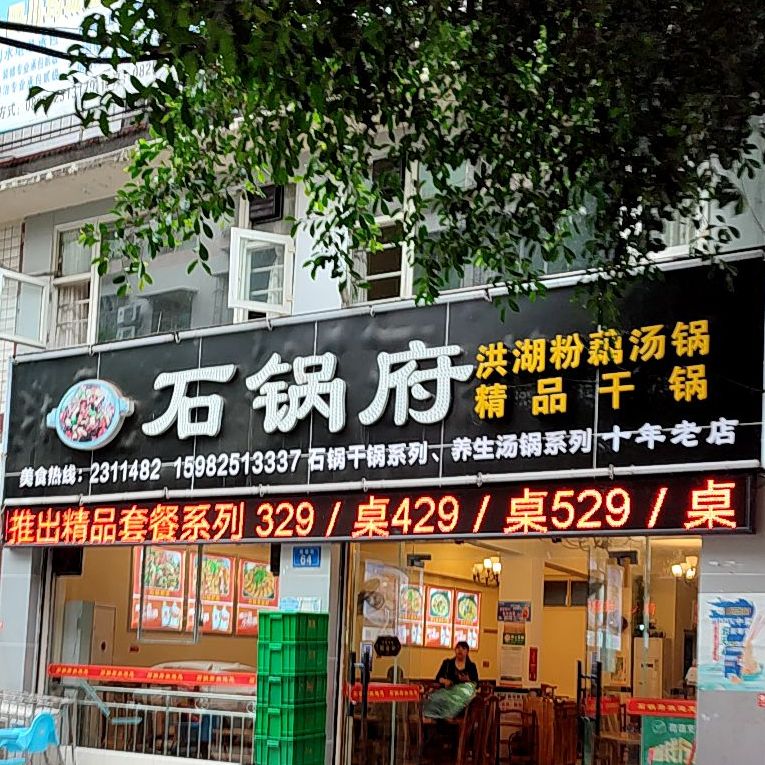 石锅府
洪湖粉藕汤锅
精品干锅
美食热线：2311482 15982513337 石锅干锅系列、养生汤锅系列 十年老店
推出精品套餐系列 329 / 桌429 / 桌529 / 桌
64